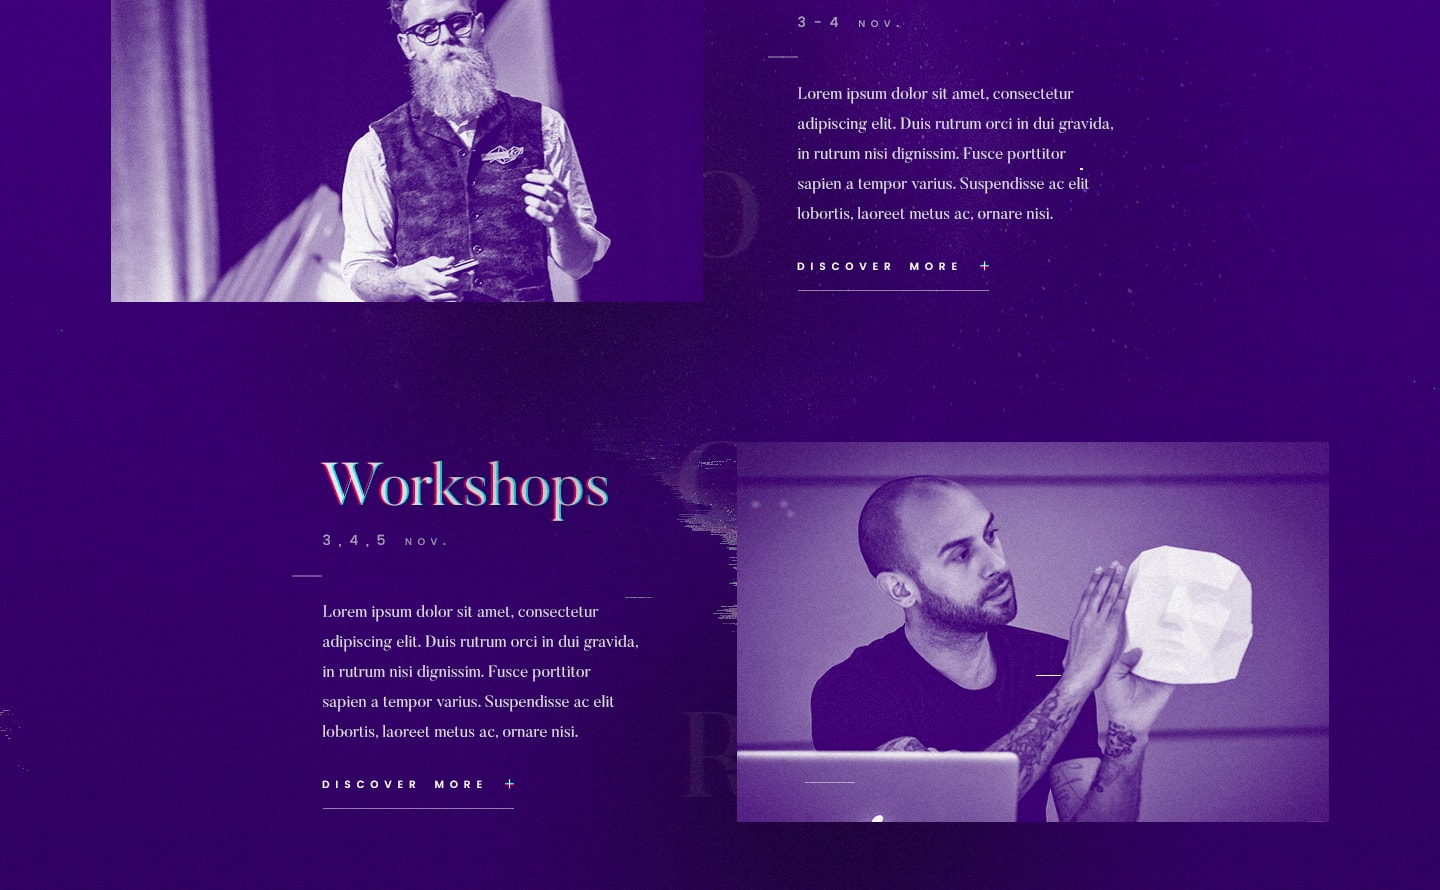 3-4 NOV.
Lorem ipsum dolor sit amet, consectetur
adipiscing elit. Duis rutrum orci in dui gravida,
in rutrum nisi dignissim. Fusce porttitor
sapien a tempor varius. Suspendisse ac elit
lobortis, laoreet metus ac, ornare nisi.
DISCOVER MORE +
Workshops
3,4,5 NOV.
Lorem ipsum dolor sit amet, consectetur
adipiscing elit. Duis rutrum orci in dui gravida,
in rutrum nisi dignissim. Fusce porttitor
sapien a tempor varius. Suspendisse ac elit
lobortis, laoreet metus ac, ornare nisi.
DISCOVER MORE +